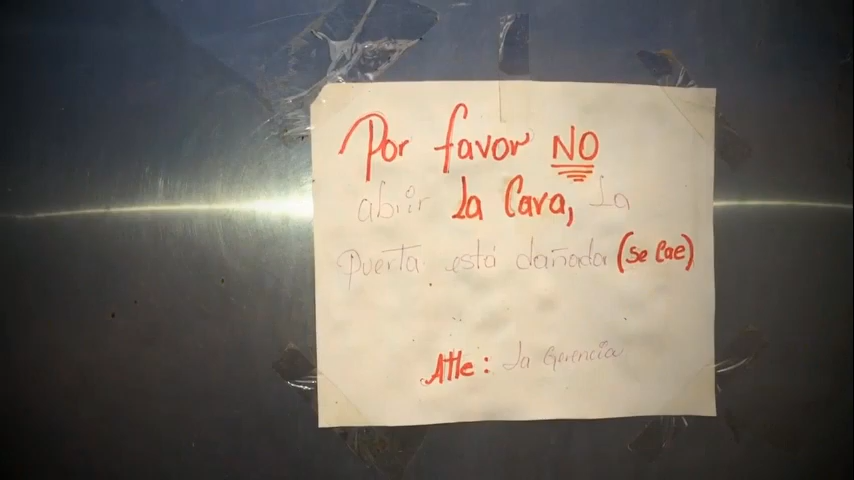 Por favor NO
abrir la Cava, la
puerta está dañada (se cae)
Atte: La Gerencia